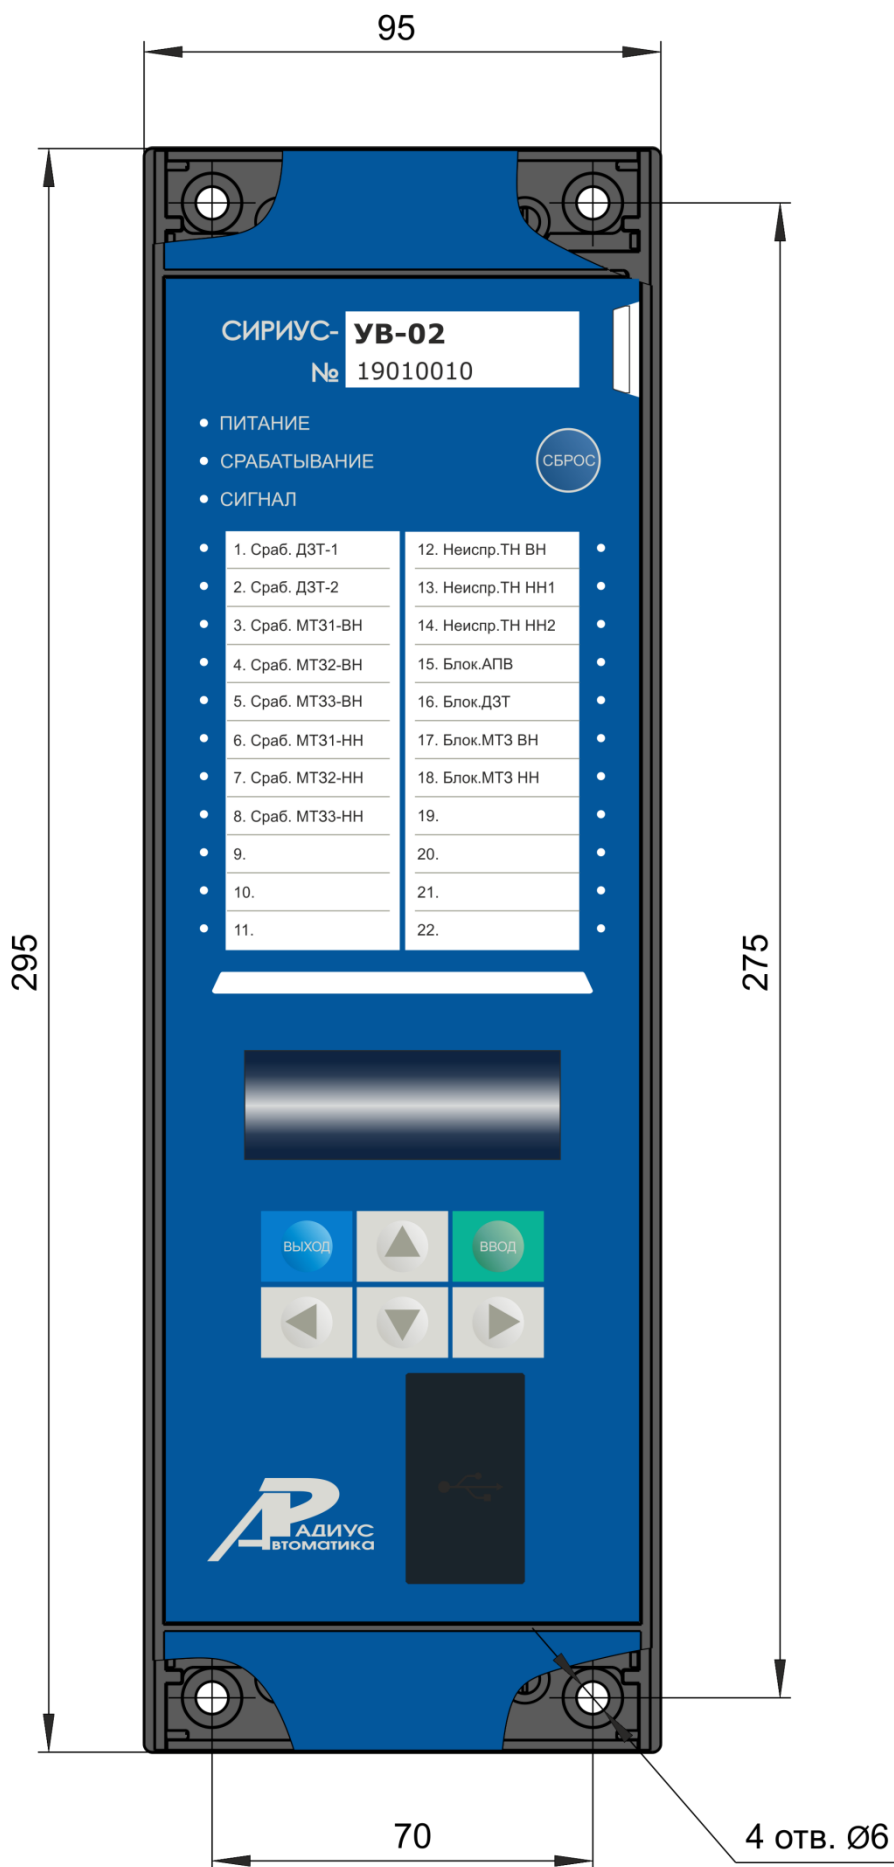 95
СИРИУС- УВ-02
№ 19010010
ПИТАНИЕ
СРАБАТЫВАНИЕ
СИГНАЛ
СБРОС
1. Сраб. ДЗТ-1
2. Сраб. ДЗТ-2
3. Сраб. МТЗ1-ВН
4. Сраб. МТЗ2-ВН
5. Сраб. МТЗ3-ВН
6. Сраб. МТЗ1-НН
7. Сраб. МТЗ2-НН
8. Сраб. МТЗ3-НН
9.
10.
11.
12. Неиспр.ТН ВН
13. Неиспр.ТН НН1
14. Неиспр.ТН НН2
15. Блок.АПВ
16. Блок.ДЗТ
17. Блок.МТЗ ВН
18. Блок.МТЗ НН
19.
20.
21.
22.
295
275
ВЫХОД
ВВОД
РАДИУС
Автоматика
70
4 отв. Ø6